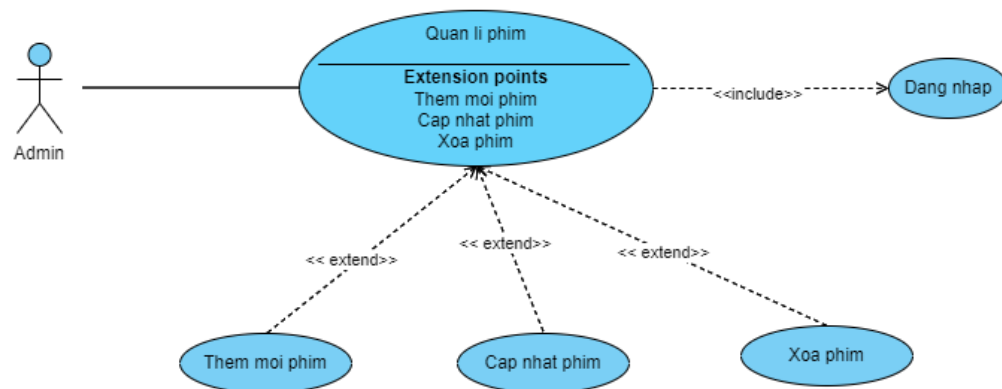 Quan li phim
Extension points
Them moi phim
Cap nhat phim
Xoa phim
Admin
<<include>>
Dang nhap
<< extend>>
<< extend>>
<< extend>>
Them moi phim
Cap nhat phim
Xoa phim